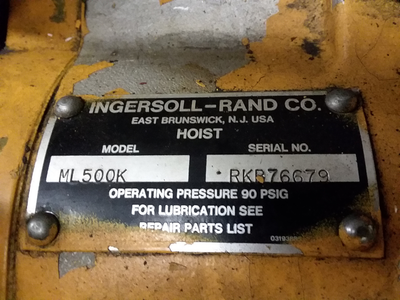 INGERSOLL-RAND CO.
EAST BRUNSWICK, N.J. USA
HOIST
MODEL SERIAL NO.
ML500K RKB76679
OPERATING PRESSURE 90 PSIG
FOR LUBRICATION SEE
REPAIR PARTS LIST